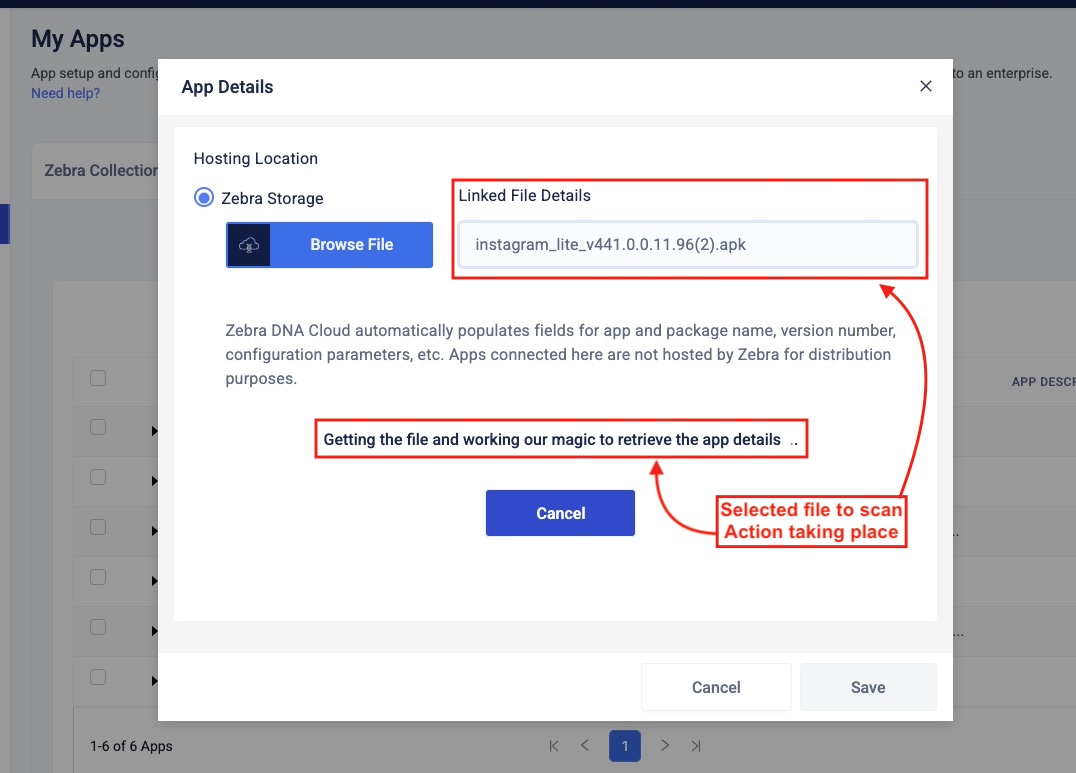 My Apps
App setup and config
to an enterprise.
Need help?
App Details
Zebra Collection
Hosting Location
Zebra Storage
Linked File Details
Browse File
instagram_lite_v441.0.0.11.96(2).apk
Zebra DNA Cloud automatically populates fields for app and package name, version number,
configuration parameters, etc. Apps connected here are not hosted by Zebra for distribution
purposes.
APP DESCR
Getting the file and working our magic to retrieve the app details ..
Cancel
Selected file to scan
Action taking place
...
...
Cancel
Save
1-6 of 6 Apps
1